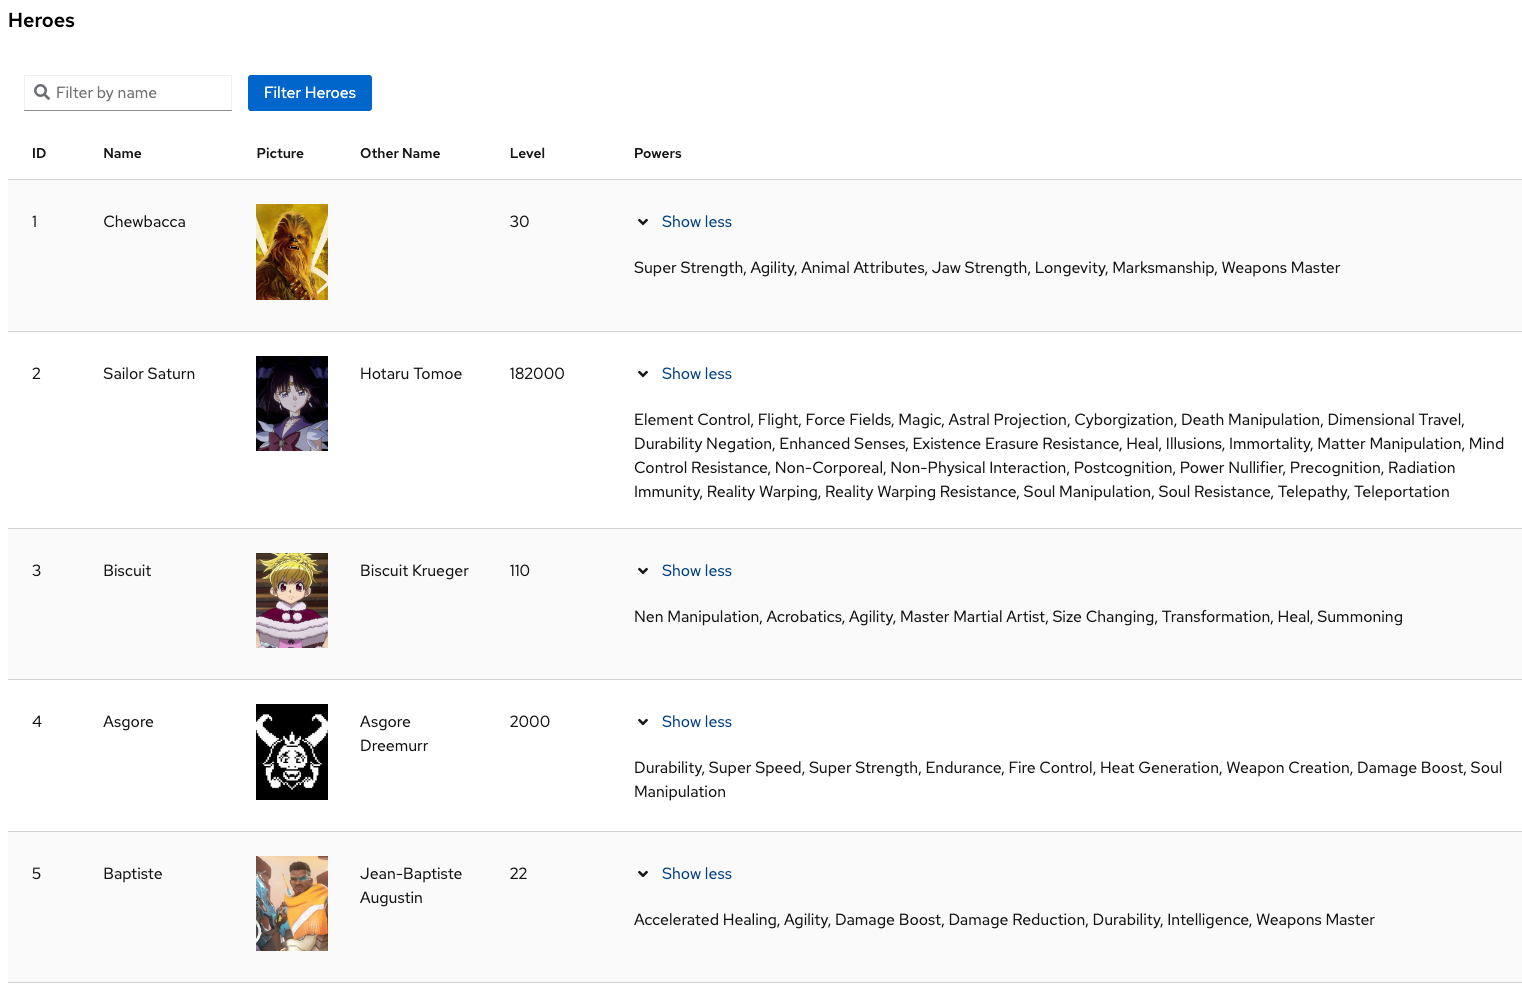 Heroes
Filter by name
Filter Heroes
ID Name Picture Other Name Level Powers
1 Chewbacca 30 Show less
Super Strength, Agility, Animal Attributes, Jaw Strength, Longevity, Marksmanship, Weapons Master
2 Sailor Saturn Hotaru Tomoe 182000 Show less
Element Control, Flight, Force Fields, Magic, Astral Projection, Cyborgization, Death Manipulation, Dimensional Travel,
Durability Negation, Enhanced Senses, Existence Erasure Resistance, Heal, Illusions, Immortality, Matter Manipulation, Mind
Control Resistance, Non-Corporeal, Non-Physical Interaction, Postcognition, Power Nullifier, Precognition, Radiation
Immunity, Reality Warping, Reality Warping Resistance, Soul Manipulation, Soul Resistance, Telepathy, Teleportation
3 Biscuit Biscuit Krueger 110 Show less
Nen Manipulation, Acrobatics, Agility, Master Martial Artist, Size Changing, Transformation, Heal, Summoning
4 Asgore Asgore 2000 Show less
Dreemurr
Durability, Super Speed, Super Strength, Endurance, Fire Control, Heat Generation, Weapon Creation, Damage Boost, Soul
Manipulation
5 Baptiste Jean-Baptiste 22 Show less
Augustin
Accelerated Healing, Agility, Damage Boost, Damage Reduction, Durability, Intelligence, Weapons Master